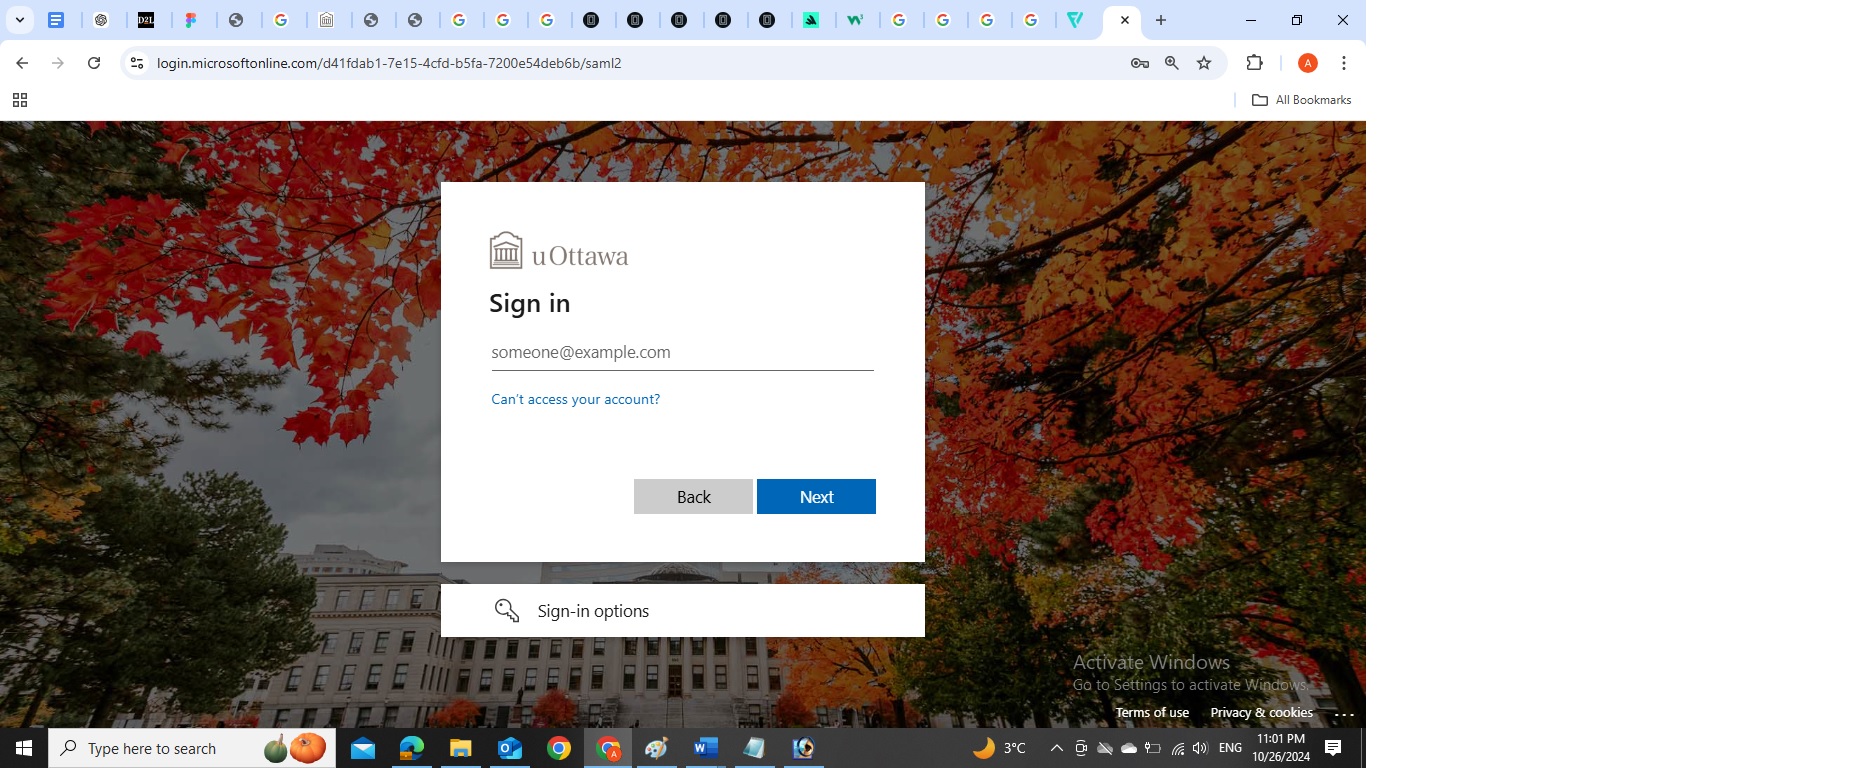 D2L
login.microsoftonline.com/d41fdab1-7e15-4cfd-b5fa-7200e54deb6b/saml2
A
All Bookmarks
uOttawa
Sign in
someone@example.com
Can't access your account?
Back
Next
Sign-in options
Activate Windows
Go to Settings to activate Windows.
Terms of use
Privacy & cookies
...
Type here to search
3°C
ENG
11:01 PM
10/26/2024